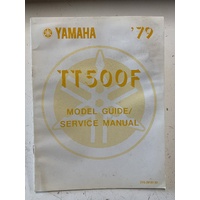 YAMAHA '79
TT500F
MODEL GUIDE/
SERVICE MANUAL